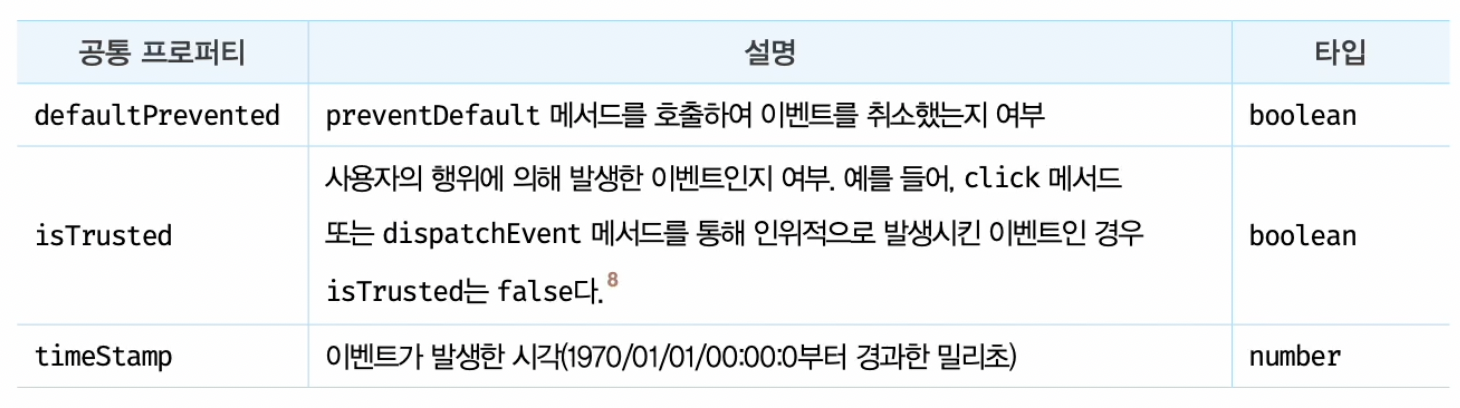 공통 프로퍼티 설명 타입
defaultPrevented preventDefault 메서드를 호출하여 이벤트를 취소했는지 여부 boolean
사용자의 행위에 의해 발생한 이벤트인지 여부. 예를 들어, click 메서드
isTrusted 또는 dispatchEvent 메서드를 통해 인위적으로 발생시킨 이벤트인 경우 boolean
isTrusted는 false다.8
timeStamp 이벤트가 발생한 시각(1970/01/01/00:00:0부터 경과한 밀리초) number